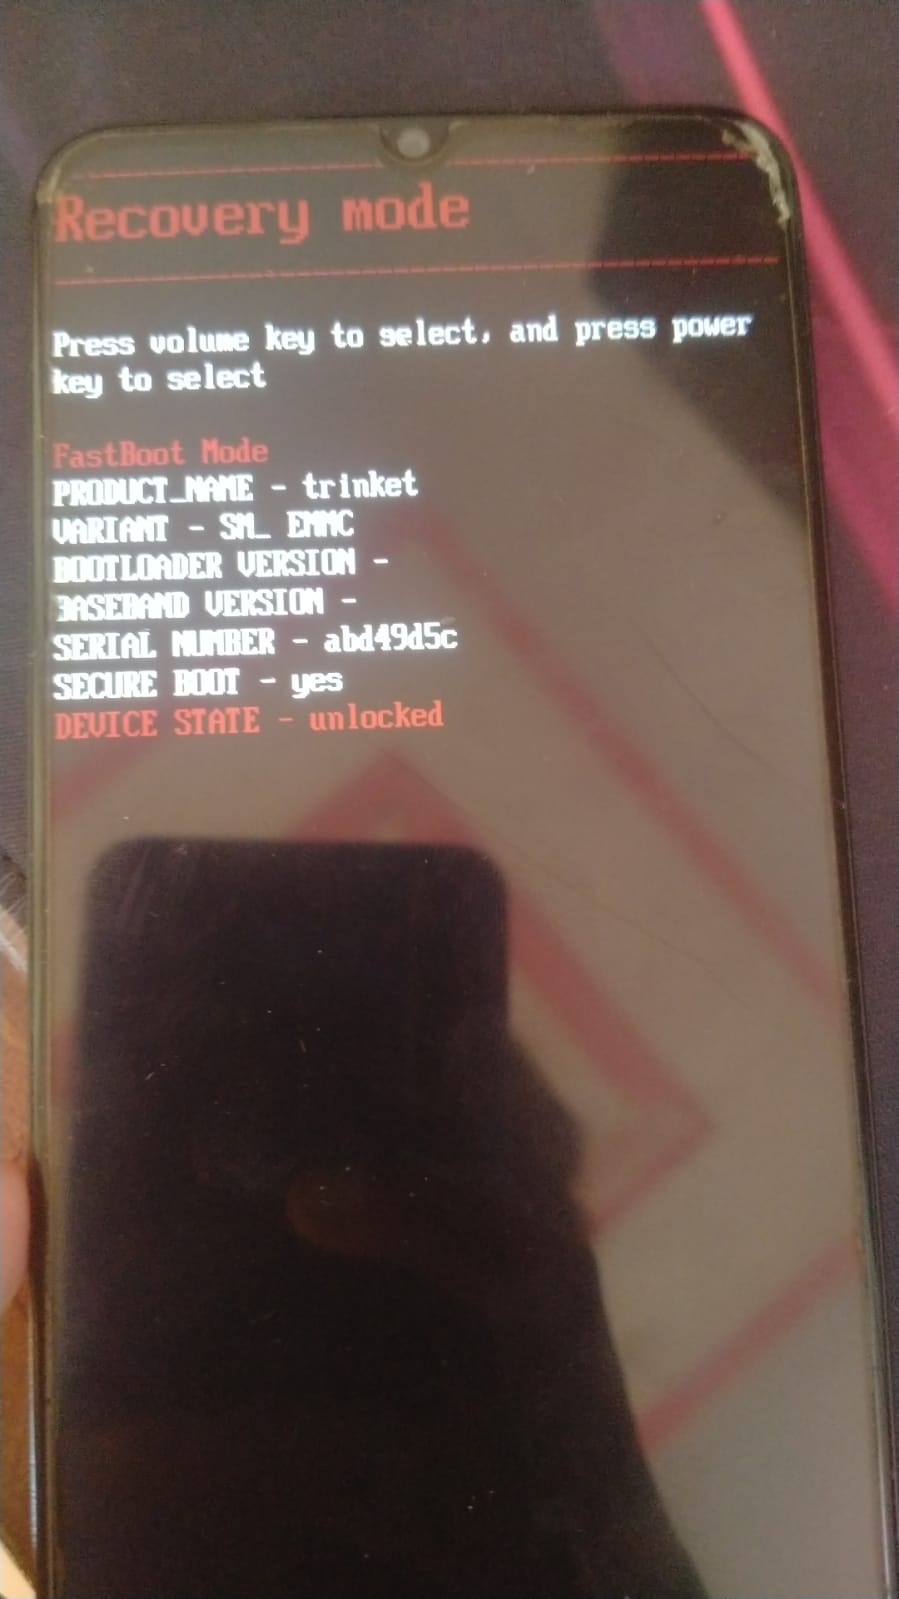 Recovery mode
Press volume key to select, and press power
key to select
FastBoot Mode
PRODUCT_NAME - trinket
VARIANT - SM_ EMMC
BOOTLOADER VERSION -
BASEBAND VERSION -
SERIAL NUMBER - abd49d5c
SECURE BOOT - yes
DEVICE STATE - unlocked